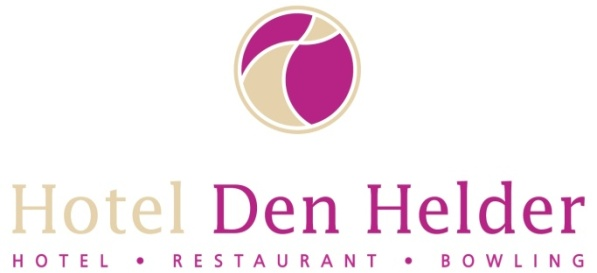 Hotel Den Helder
HOTEL • RESTAURANT • BOWLING